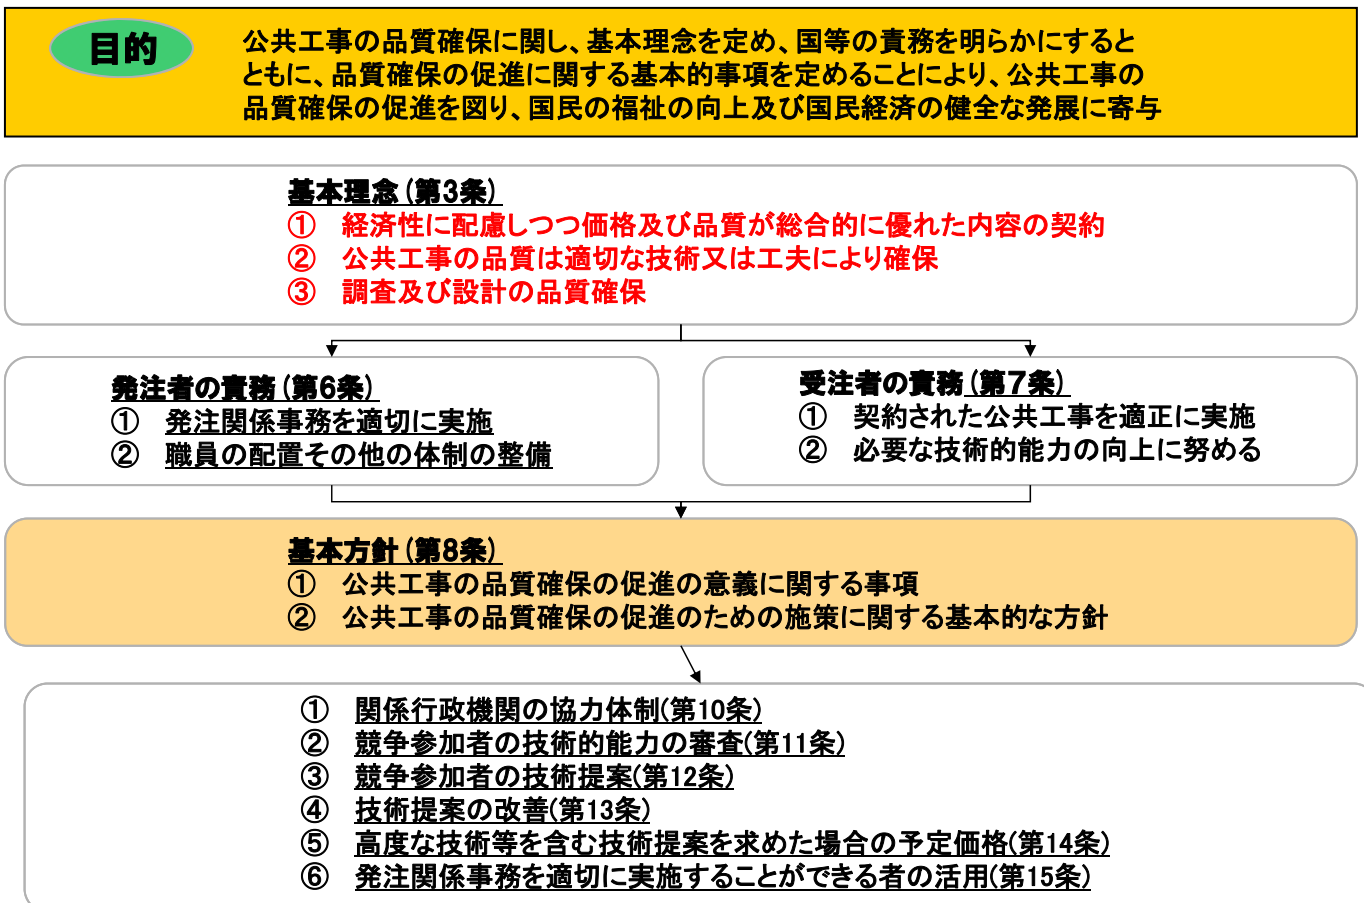 目的
公共工事の品質確保に関し、基本理念を定め、国等の責務を明らかにすると
ともに、品質確保の促進に関する基本的事項を定めることにより、公共工事の
品質確保の促進を図り、国民の福祉の向上及び国民経済の健全な発展に寄与
基本理念(第3条)
① 経済性に配慮しつつ価格及び品質が総合的に優れた内容の契約
② 公共工事の品質は適切な技術又は工夫により確保
③ 調査及び設計の品質確保
発注者の責務(第6条)
① 発注関係事務を適切に実施
② 職員の配置その他の体制の整備
受注者の責務(第7条)
① 契約された公共工事を適正に実施
② 必要な技術的能力の向上に努める
基本方針(第8条)
① 公共工事の品質確保の促進の意義に関する事項
② 公共工事の品質確保の促進のための施策に関する基本的な方針
① 関係行政機関の協力体制(第10条)
② 競争参加者の技術的能力の審査(第11条)
③ 競争参加者の技術提案(第12条)
④ 技術提案の改善(第13条)
⑤ 高度な技術等を含む技術提案を求めた場合の予定価格(第14条)
⑥ 発注関係事務を適切に実施することができる者の活用(第15条)